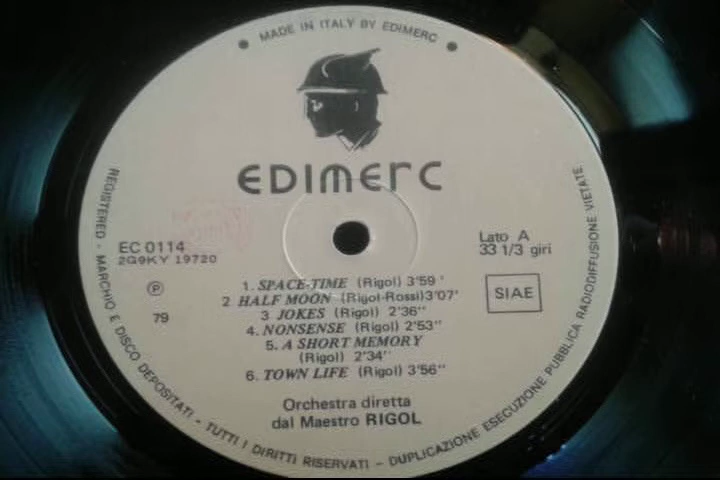 MADE IN ITALY BY EDIMERC
EDIMERC
EC 0114
2G9KY 19720
Ⓟ
79
Lato A
33 1/3 giri
SIAE
1. SPACE-TIME (Rigol) 3'59 '
2 HALF MOON (Rigol-Rossi) 3'07'
3 JOKES (Rigol) 2'36"
4. NONSENSE (Rigol) 2'53"
5. A SHORT MEMORY
(Rigol) 2'34"
6. TOWN LIFE (Rigol) 3'56"
Orchestra diretta
dal Maestro RIGOL
REGISTERED - MARCHIO E DISCO DEPOSITATI - TUTTI I DIRITTI RISERVATI - DUPLICAZIONE ESECUZIONE PUBBLICA RADIODIFFUSIONE VIETATE